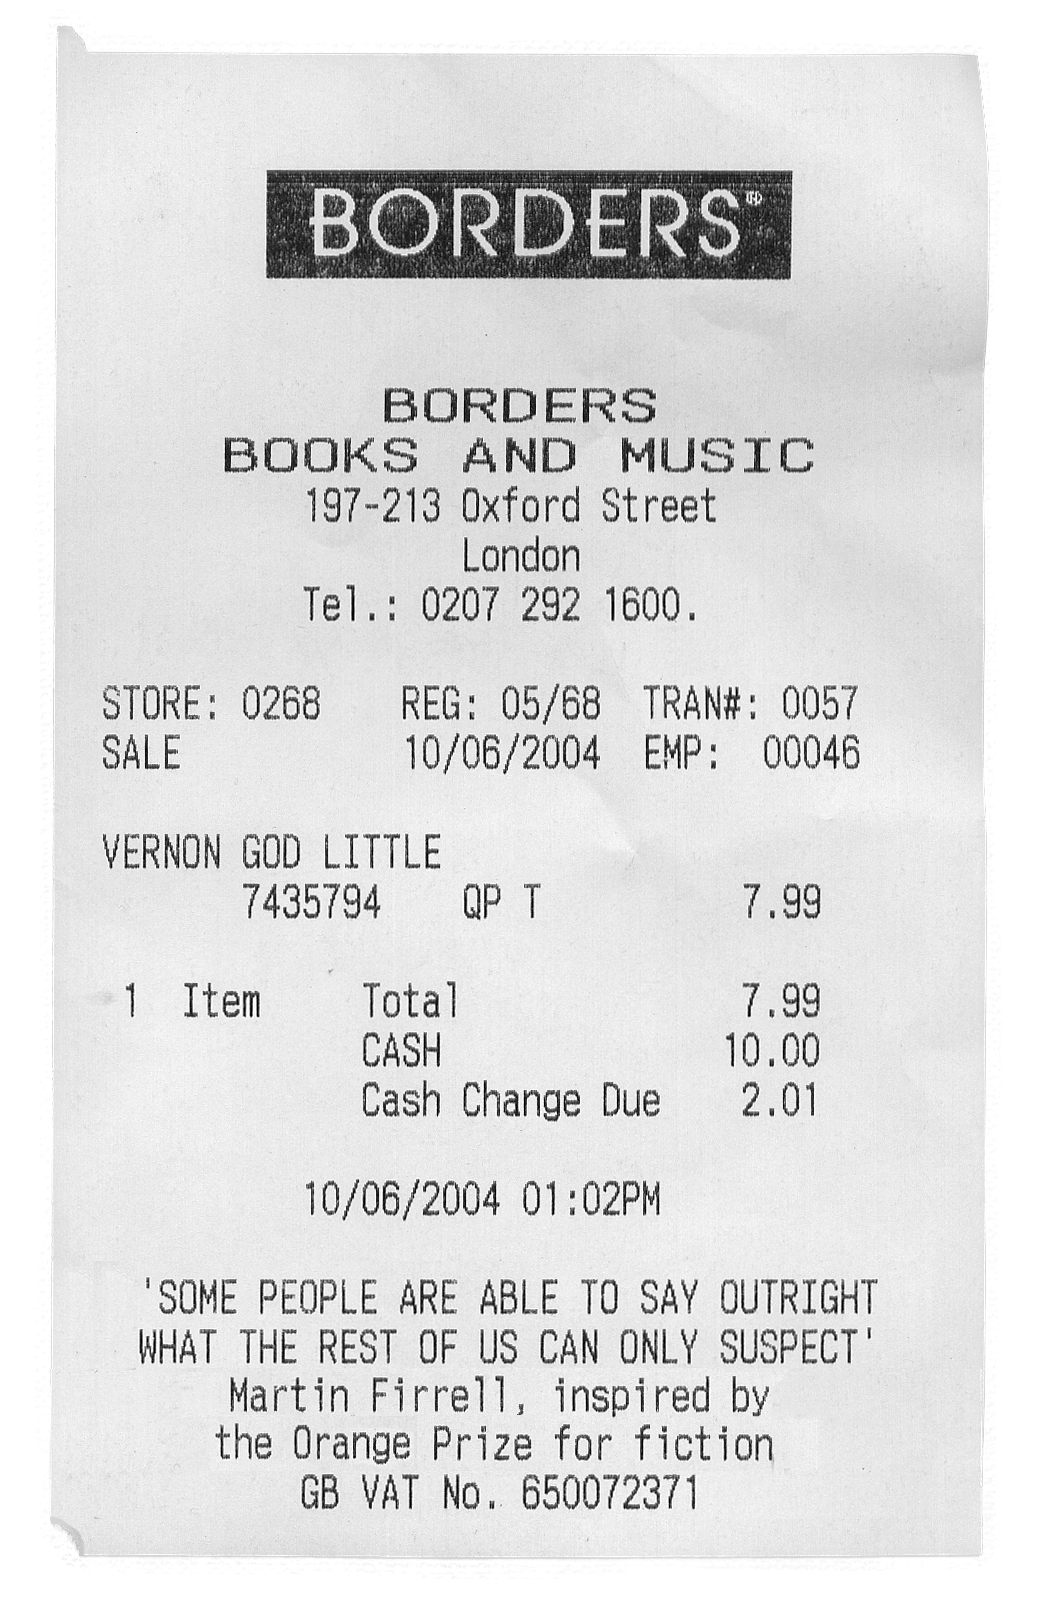 BORDERS®
BORDERS
BOOKS AND MUSIC
197-213 Oxford Street
London
Tel.: 0207 292 1600.
STORE: 0268 REG: 05/68 TRAN#: 0057
SALE 10/06/2004 EMP: 00046
VERNON GOD LITTLE
7435794 QP T 7.99
1 Item Total 7.99
CASH 10.00
Cash Change Due 2.01
10/06/2004 01:02PM
'SOME PEOPLE ARE ABLE TO SAY OUTRIGHT
WHAT THE REST OF US CAN ONLY SUSPECT'
Martin Firrell, inspired by
the Orange Prize for fiction
GB VAT No. 650072371